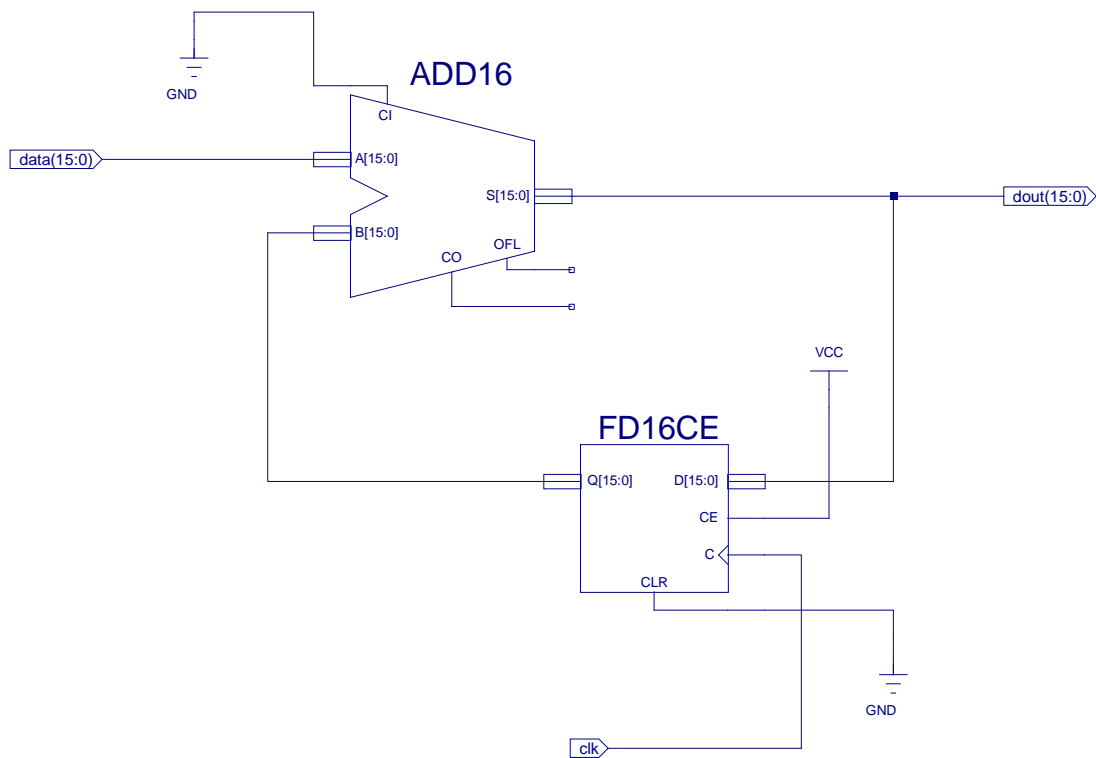 ADD16
GND
CI
data(15:0)
A[15:0]
S[15:0]
dout(15:0)
B[15:0]
OFL
CO
VCC
FD16CE
Q[15:0]
D[15:0]
CE
C
CLR
GND
clk